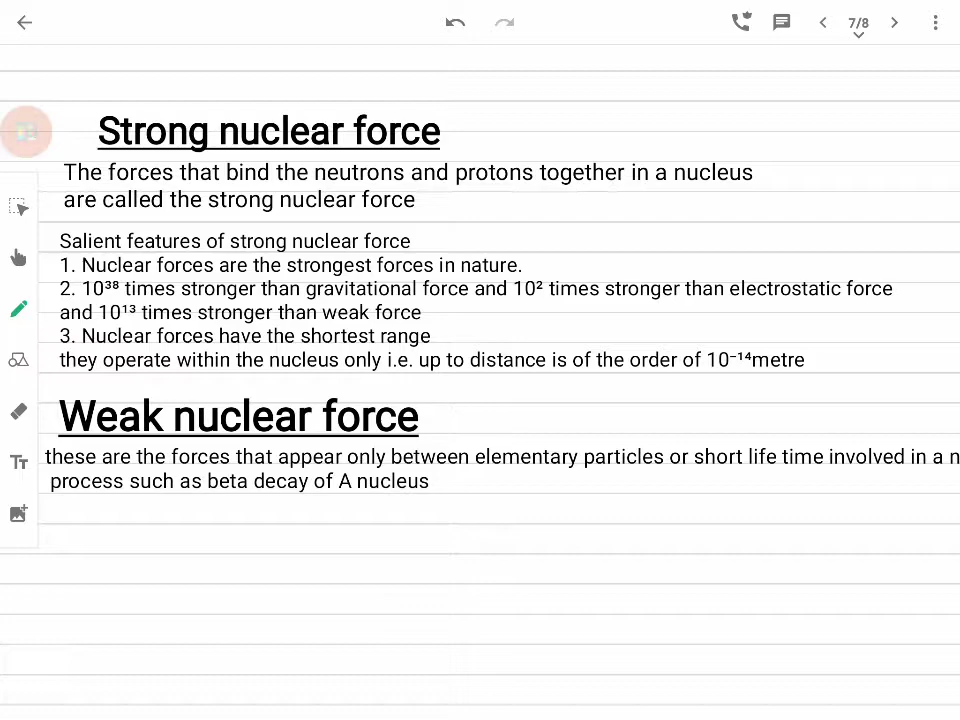 7/8
Strong nuclear force
The forces that bind the neutrons and protons together in a nucleus
are called the strong nuclear force
Salient features of strong nuclear force
1. Nuclear forces are the strongest forces in nature.
2. 10³⁸ times stronger than gravitational force and 10² times stronger than electrostatic force
and 10¹³ times stronger than weak force
3. Nuclear forces have the shortest range
they operate within the nucleus only i.e. up to distance is of the order of 10⁻¹⁴metre
Weak nuclear force
these are the forces that appear only between elementary particles or short life time involved in a n
process such as beta decay of A nucleus
Tт